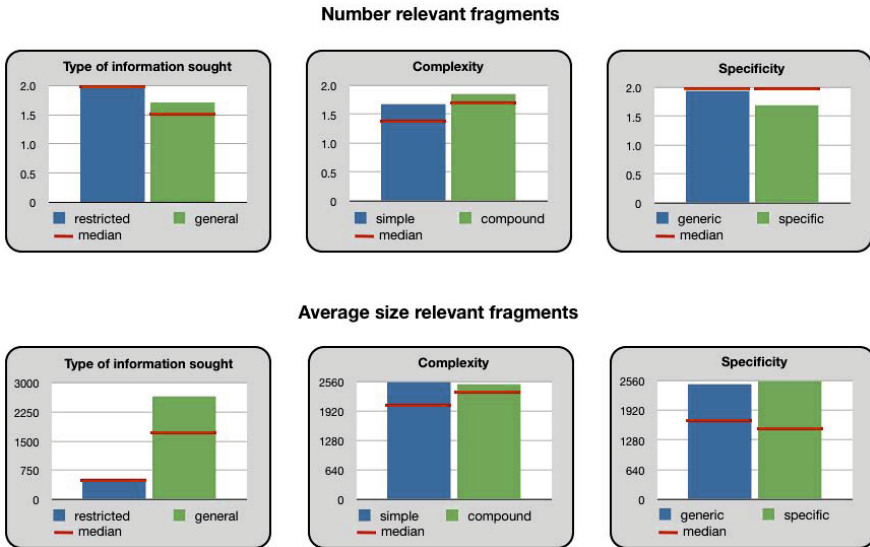 Number relevant fragments
Type of information sought
2.0
1.5
1.0
0.5
0
restricted
general
median
Complexity
2.0
1.5
1.0
0.5
0
simple
compound
median
Specificity
2.0
1.5
1.0
0.5
0
generic
specific
median
Average size relevant fragments
Type of information sought
3000
2250
1500
750
0
restricted
general
median
Complexity
2560
1920
1280
640
0
simple
compound
median
Specificity
2560
1920
1280
640
0
generic
specific
median